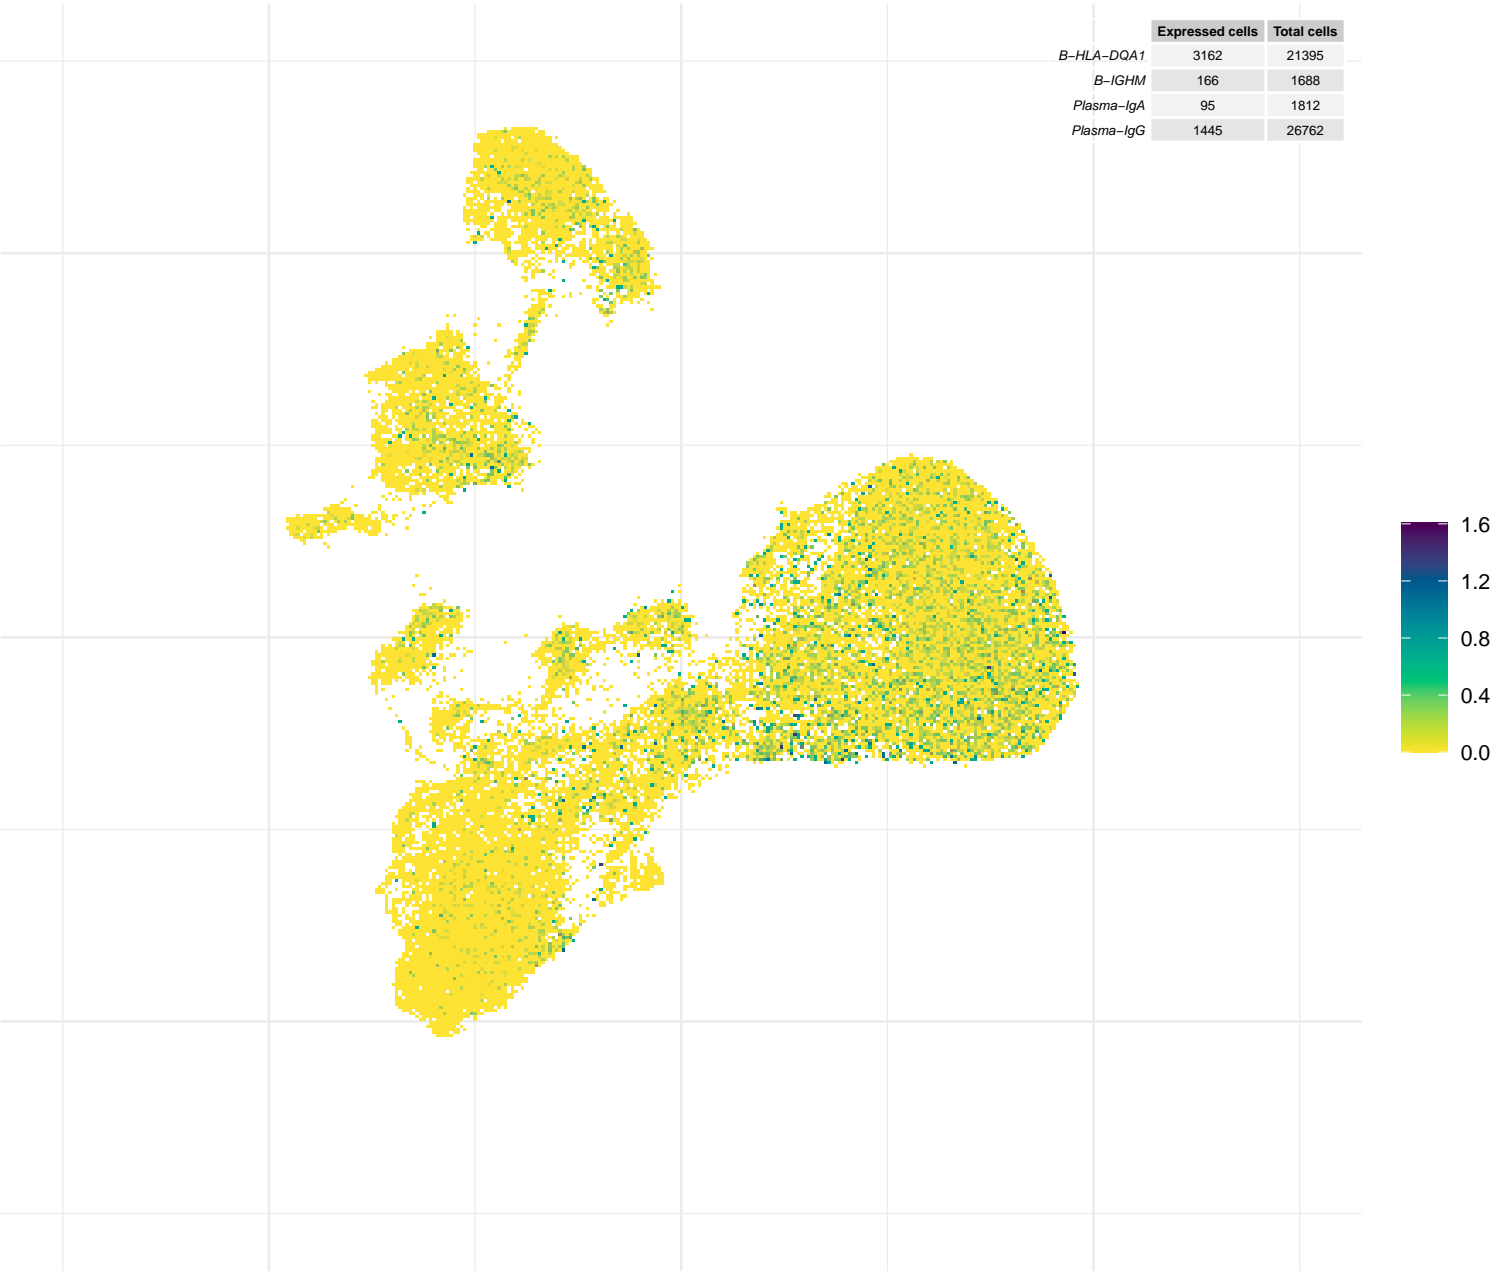 Expressed cells Total cells
B−HLA−DQA1 3162 21395
B−IGHM 166 1688
Plasma−IgA 95 1812
Plasma−IgG 1445 26762
1.6
1.2
0.8
0.4
0.0